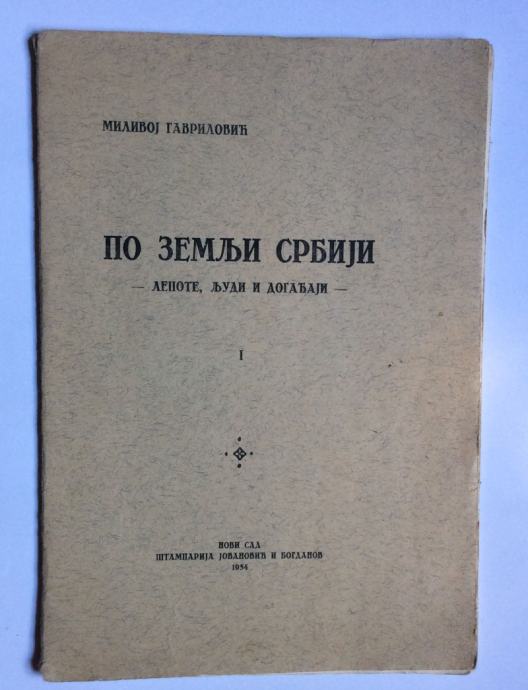 МИЛИВОЈ ГАВРИЛОВИЋ
ПО ЗЕМЉИ СРБИЈИ
— ЛЕПОТЕ, ЉУДИ И ДОГАЂАЈИ —
I
НОВИ САД
ШТАМПАРИЈА ЈОВАНОВИЋ И БОГДАНОВ
1934